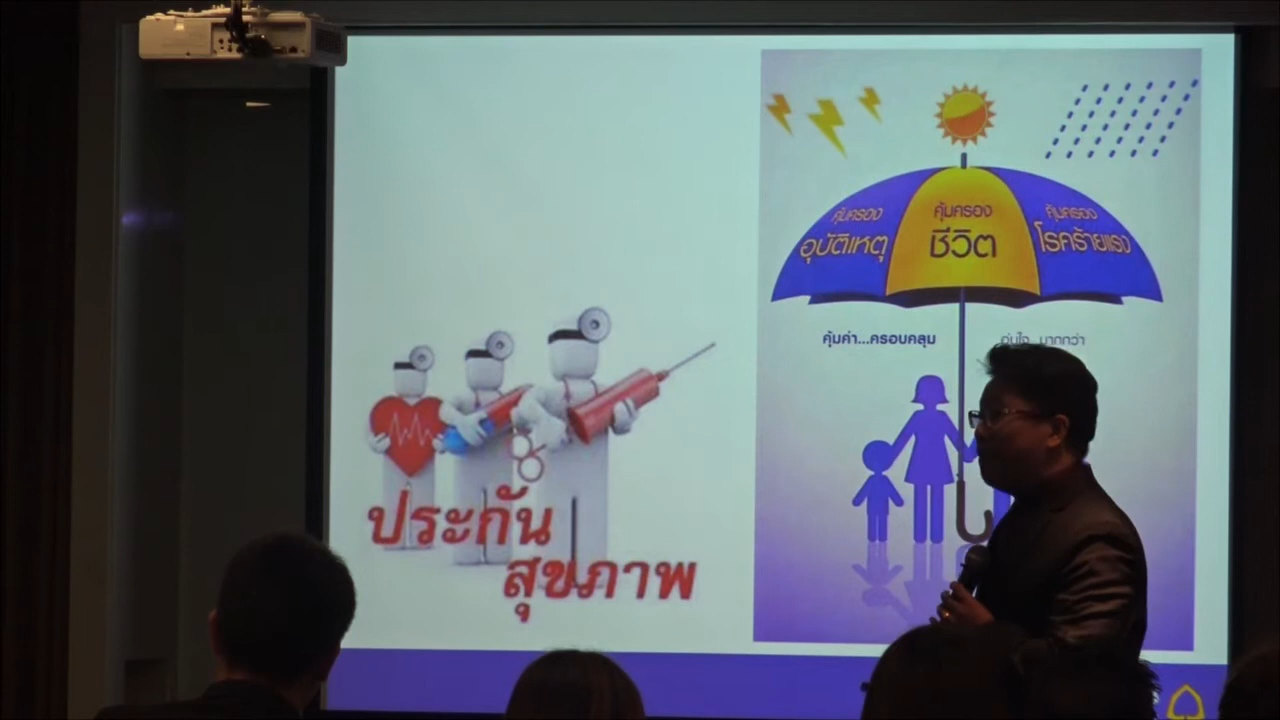 ประกัน
สุขภาพ
คุ้มครอง
อุบัติเหตุ
คุ้มครอง
ชีวิต
คุ้มครอง
โรคร้ายแรง
คุ้มค่า...ครอบคลุม
อุ่นใจ...มากกว่า